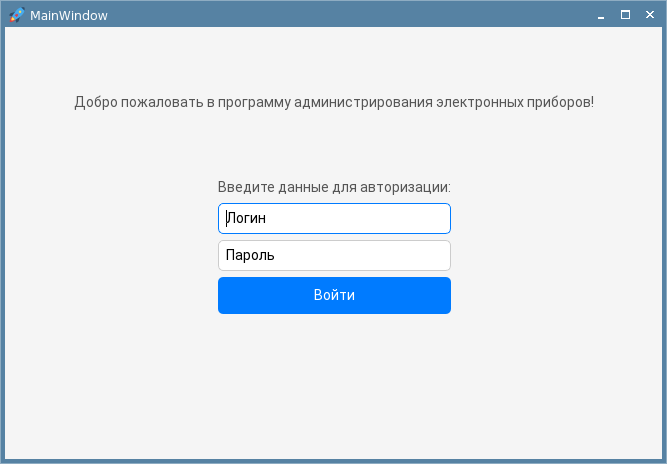 MainWindow
Добро пожаловать в программу администрирования электронных приборов!
Введите данные для авторизации:
Логин
Пароль
Войти